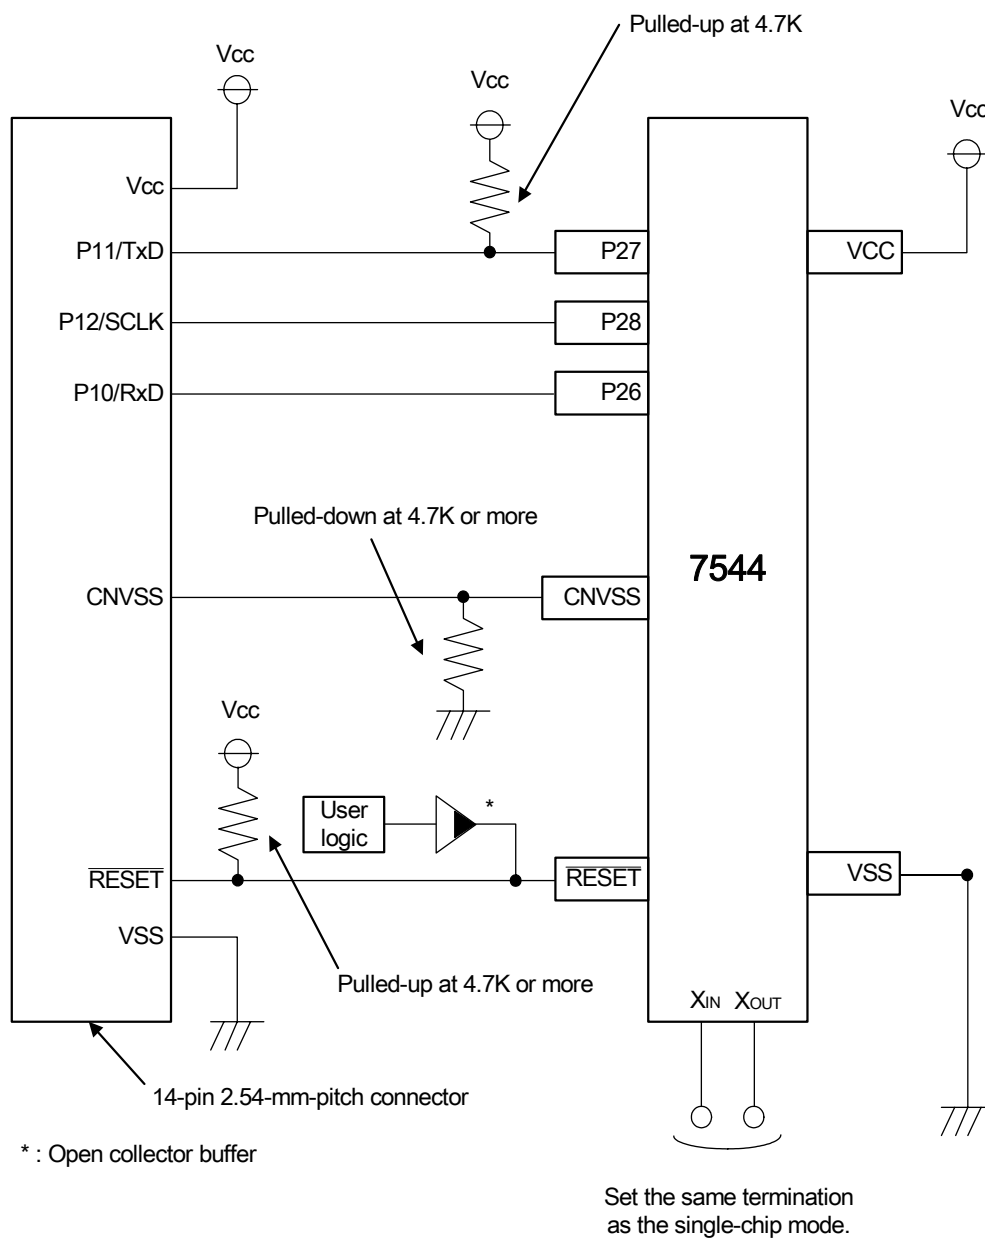 Pulled-up at 4.7K
Vcc
Vcc
Vcc
Vcc
P11/TxD
P27
VCC
P12/SCLK
P28
P10/RxD
P26
Pulled-down at 4.7K or more
7544
CNVSS
CNVSS
Vcc
User
logic
*
RESET
RESET
VSS
VSS
Pulled-up at 4.7K or more
XIN
XOUT
14-pin 2.54-mm-pitch connector
* : Open collector buffer
Set the same termination
as the single-chip mode.